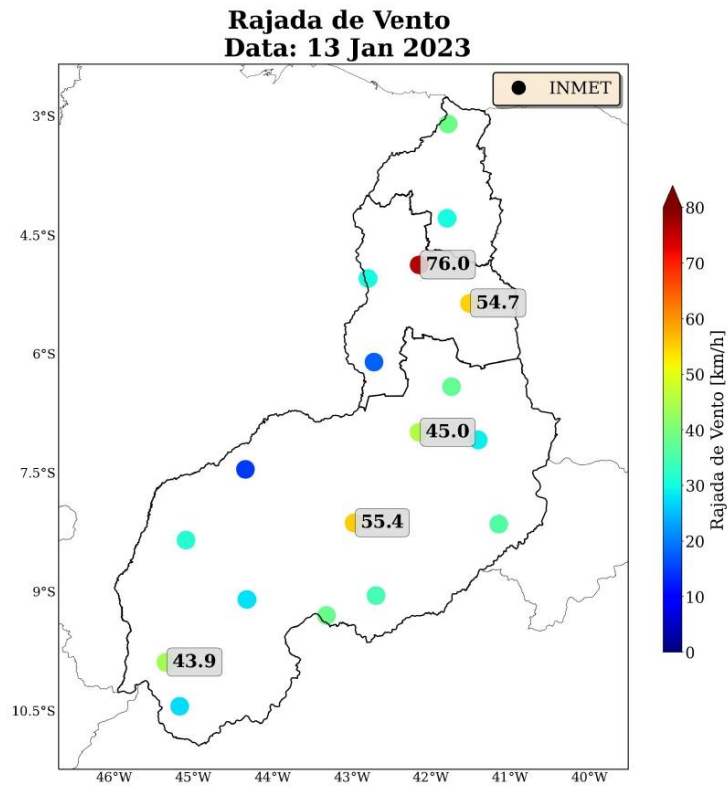 Rajada de Vento
Data: 13 Jan 2023
INMET
3°S
4.5°S
6°S
7.5°S
9°S
10.5°S
76.0
54.7
45.0
55.4
43.9
46°W 45°W 44°W 43°W 42°W 41°W 40°W
80
70
60
50
40
30
20
10
0
Rajada de Vento [km/h]